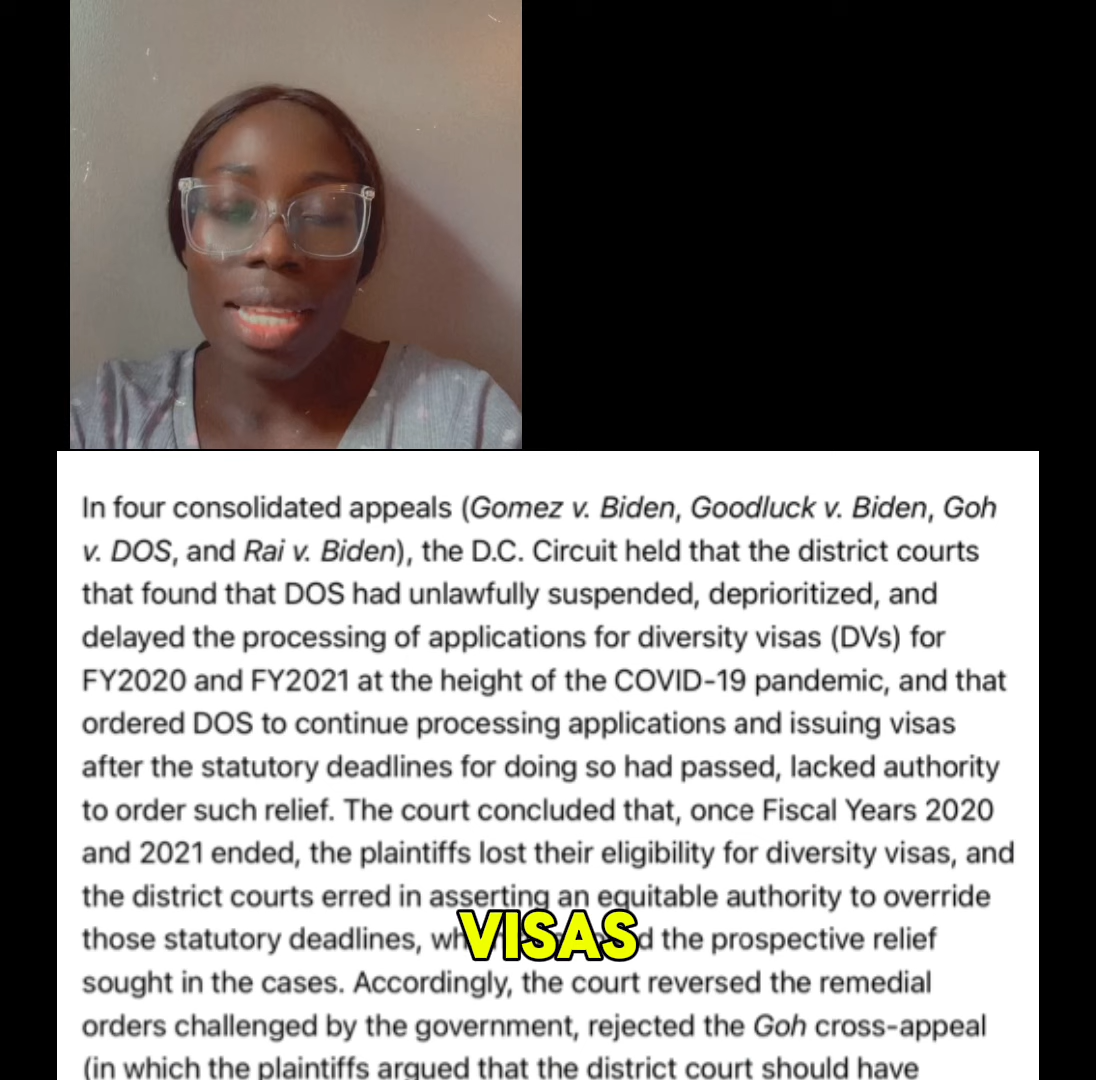 In four consolidated appeals (Gomez v. Biden, Goodluck v. Biden, Goh
v. DOS, and Rai v. Biden), the D.C. Circuit held that the district courts
that found that DOS had unlawfully suspended, deprioritized, and
delayed the processing of applications for diversity visas (DVs) for
FY2020 and FY2021 at the height of the COVID-19 pandemic, and that
ordered DOS to continue processing applications and issuing visas
after the statutory deadlines for doing so had passed, lacked authority
to order such relief. The court concluded that, once Fiscal Years 2020
and 2021 ended, the plaintiffs lost their eligibility for diversity visas, and
the district courts erred in asserting an equitable authority to override
those statutory deadlines, the prospective relief
VISAS
sought in the cases. Accordingly, the court reversed the remedial
orders challenged by the government, rejected the Goh cross-appeal
(in which the plaintiffs argued that the district court should have